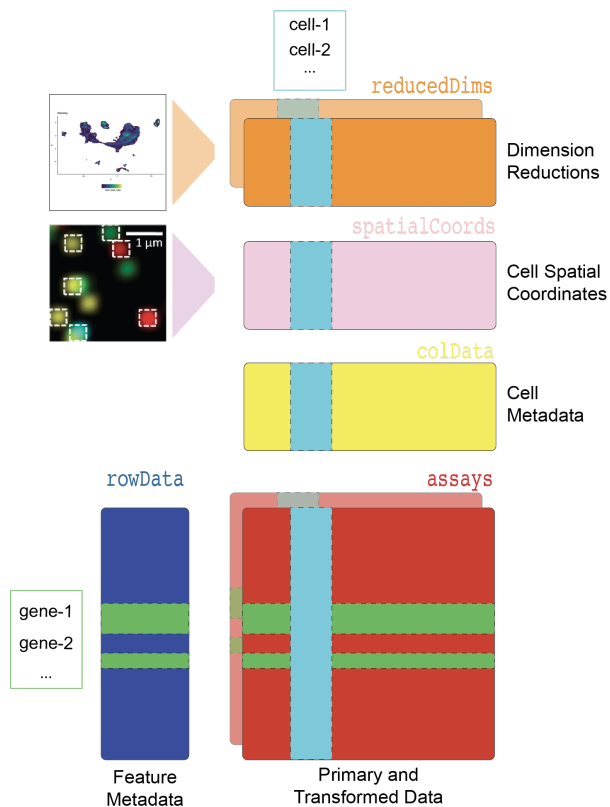 cell-1
cell-2
...
reducedDims
Dimension
Reductions
spatialCoords
1 µm
Cell Spatial
Coordinates
colData
Cell
Metadata
rowData
assays
gene-1
gene-2
...
Feature
Metadata
Primary and
Transformed Data